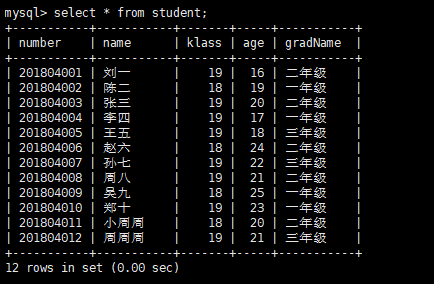 mysql> select * from student;
+-----------+-----------+-------+-----+-----------+
| number    | name      | klass | age | gradName  |
+-----------+-----------+-------+-----+-----------+
| 201804001 | 刘一      |    19 |  16 | 二年级    |
| 201804002 | 陈二      |    18 |  19 | 一年级    |
| 201804003 | 张三      |    19 |  20 | 二年级    |
| 201804004 | 李四      |    19 |  17 | 一年级    |
| 201804005 | 王五      |    19 |  18 | 三年级    |
| 201804006 | 赵六      |    18 |  24 | 二年级    |
| 201804007 | 孙七      |    19 |  22 | 三年级    |
| 201804008 | 周八      |    19 |  21 | 二年级    |
| 201804009 | 吴九      |    18 |  25 | 一年级    |
| 201804010 | 郑十      |    19 |  23 | 一年级    |
| 201804011 | 小周周    |    18 |  20 | 二年级    |
| 201804012 | 周周周    |    19 |  21 | 三年级    |
+-----------+-----------+-------+-----+-----------+
12 rows in set (0.00 sec)